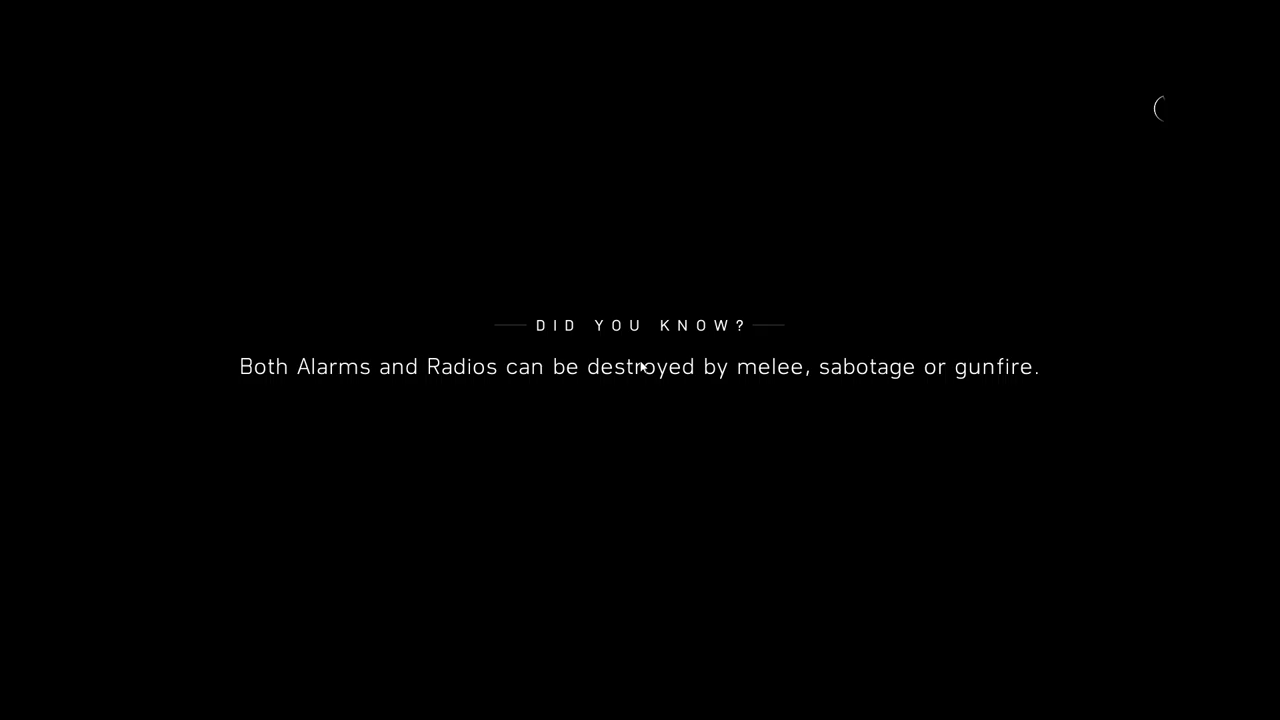 DID YOU KNOW?
Both Alarms and Radios can be destroyed by melee, sabotage or gunfire.